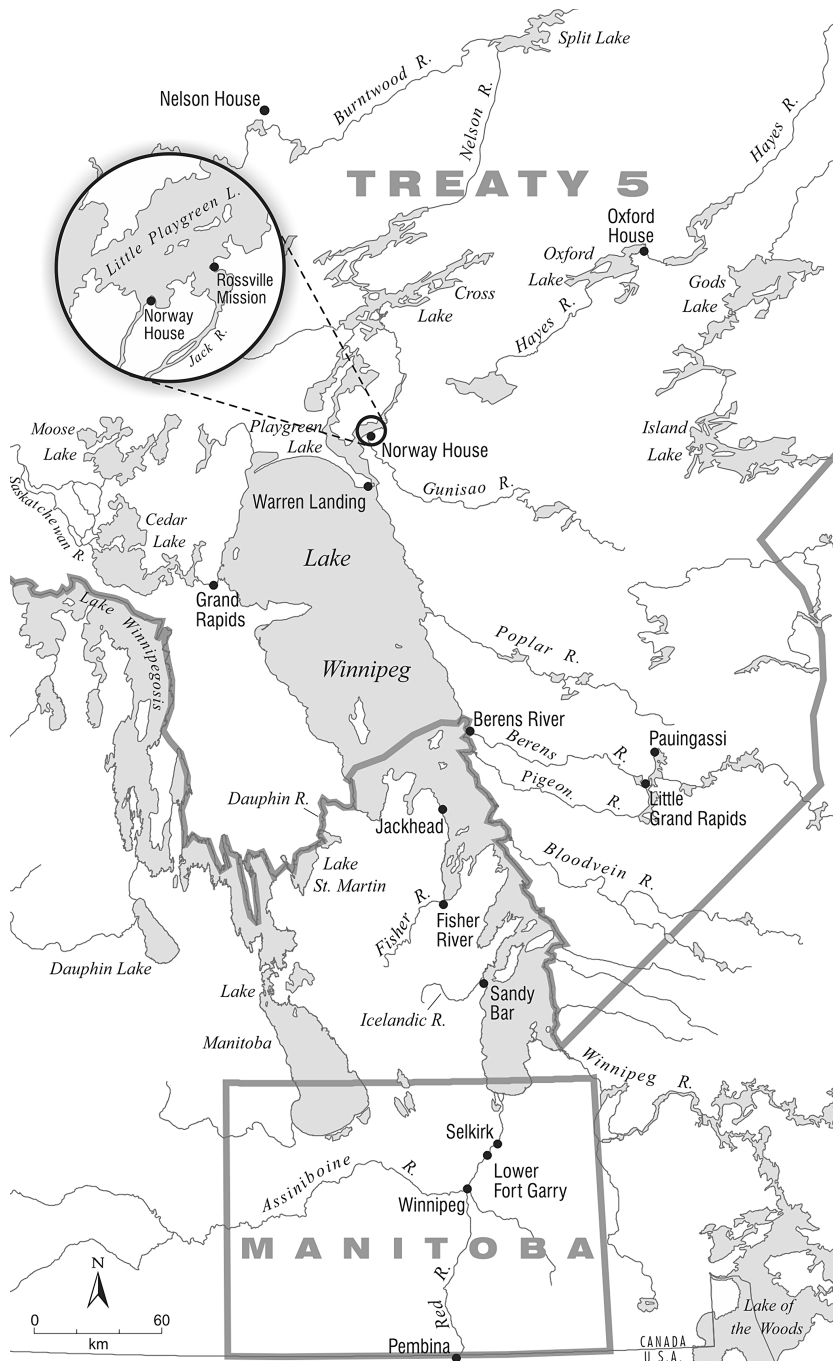 Split Lake
Burntwood R.
Nelson House
Nelson R.
Hayes R.
TREATY 5
Little Playgreen L.
Oxford
House
Oxford
Lake
Rossville
Mission
Norway
House
Jack R.
Gods
Lake
Cross
Lake
Hayes R.
Moose
Lake
Playgreen
Lake
Norway House
Island
Lake
Saskatchewan R.
Warren Landing
Gunisao R.
Cedar
Lake
Lake
Grand
Rapids
Lake Winnipegosis
Poplar R.
Winnipeg
Berens River
Berens R.
Pauingassi
Pigeon R.
Little
Grand Rapids
Dauphin R.
Jackhead
Bloodvein R.
Lake
St. Martin
Fisher R.
Fisher
River
Dauphin Lake
Lake
Manitoba
Sandy
Bar
Icelandic R.
Winnipeg R.
Selkirk
Lower
Fort Garry
Assiniboine R.
Winnipeg
MANITOBA
N
Red R.
0 60
km
Lake of
the Woods
Pembina
CANADA
U.S.A.